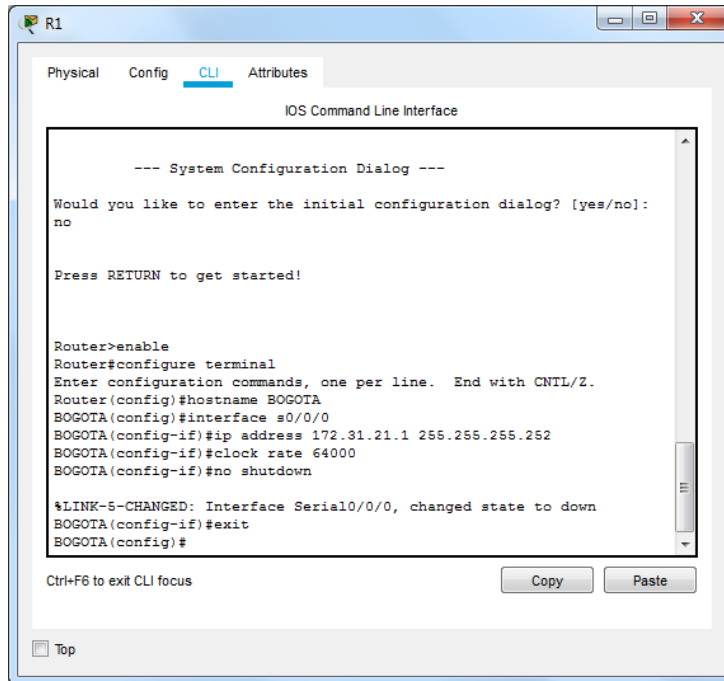 R1
Physical Config CLI Attributes
IOS Command Line Interface
--- System Configuration Dialog ---
Would you like to enter the initial configuration dialog? [yes/no]:
no
Press RETURN to get started!
Router>enable
Router#configure terminal
Enter configuration commands, one per line.  End with CNTL/Z.
Router(config)#hostname BOGOTA
BOGOTA(config)#interface s0/0/0
BOGOTA(config-if)#ip address 172.31.21.1 255.255.255.252
BOGOTA(config-if)#clock rate 64000
BOGOTA(config-if)#no shutdown
%LINK-5-CHANGED: Interface Serial0/0/0, changed state to down
BOGOTA(config-if)#exit
BOGOTA(config)#
Ctrl+F6 to exit CLI focus Copy Paste
Top